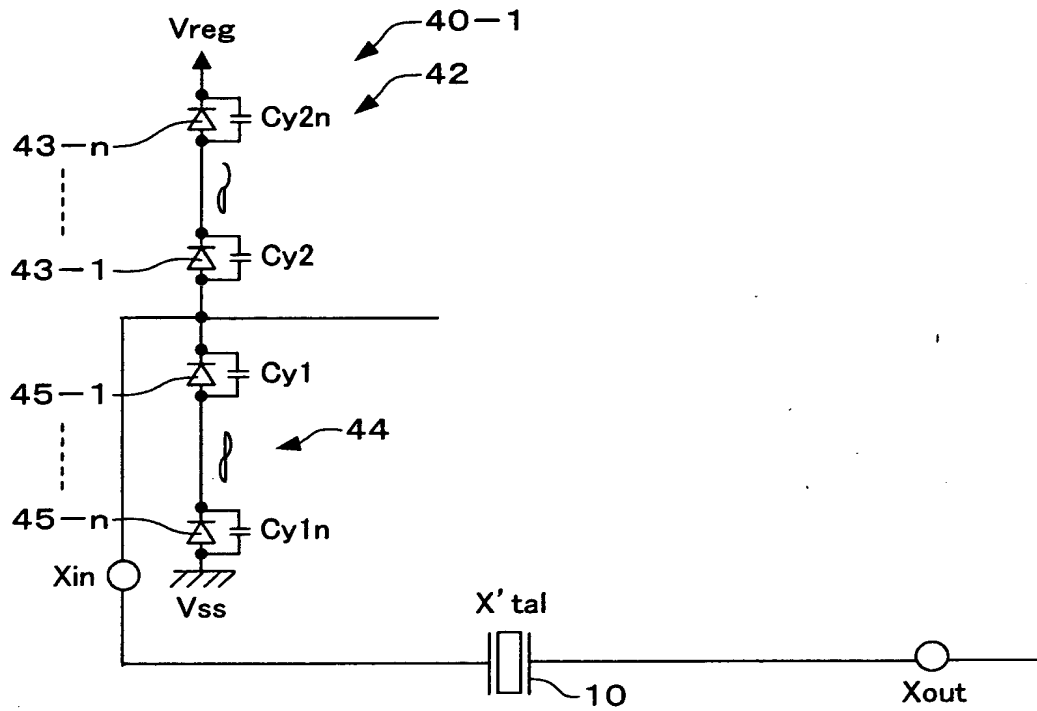 Vreg
40-1
42
Cy2n
43-n
Cy2
43-1
Cy1
45-1
44
45-n
Cy1n
Xin
Vss
X'tal
10
Xout